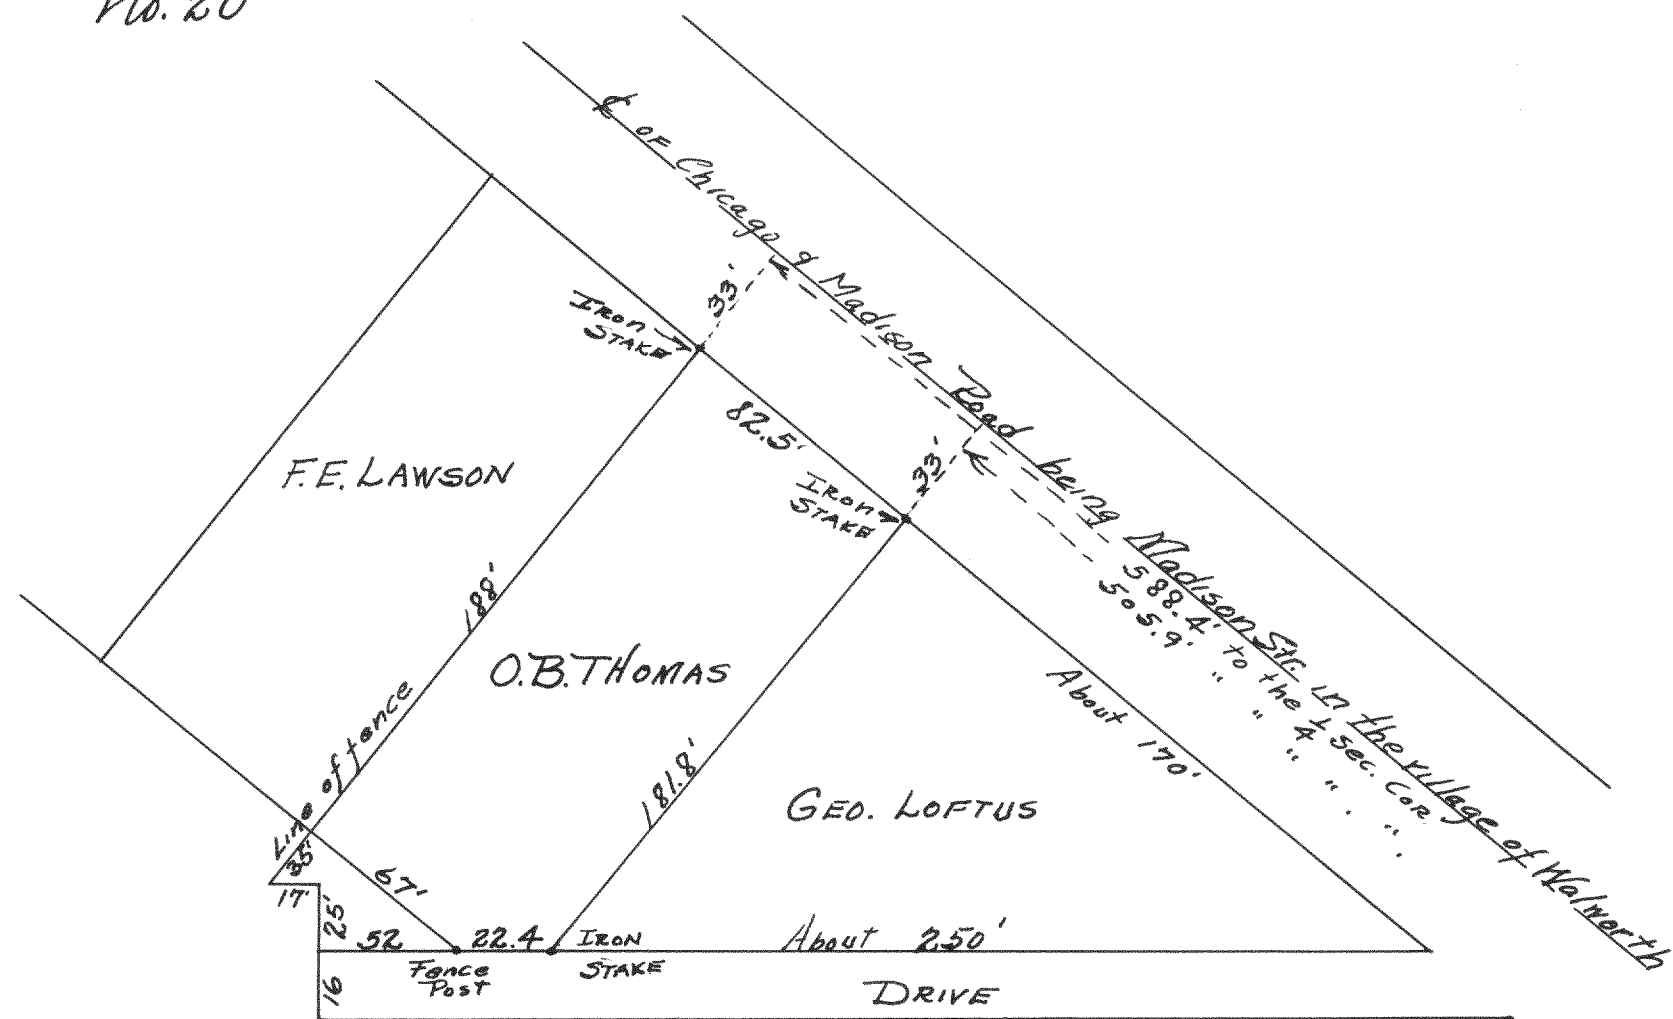 No. 20
℄ OF Chicago & Madison Road being Madison Str. in the village of Walworth
33'
IRON
STAKE
82.5'
33'
IRON
STAKE
F.E. LAWSON
588.4' to the ¼ Sec. COR.
505.9' " " " " . " .
188'
O.B. THOMAS
About 170'
Line of fence
181.8'
GEO. LOFTUS
35'
67'
17'
25'
52
22.4
IRON
STAKE
About 250'
Fence
Post
16
DRIVE